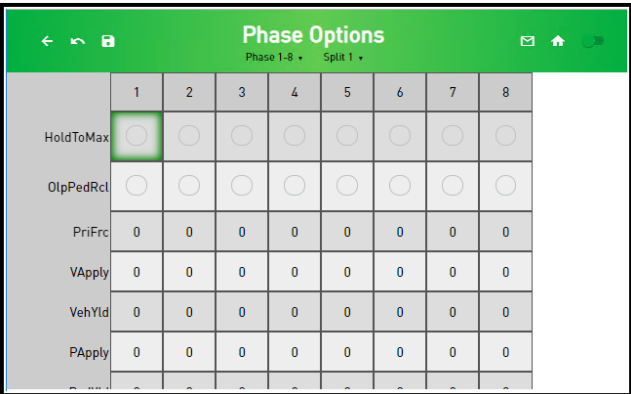 Phase Options
Phase 1-8 Split 1
1 2 3 4 5 6 7 8
HoldToMax
OlpPedRcl
PriFrc 0 0 0 0 0 0 0 0
VApply 0 0 0 0 0 0 0 0
VehYld 0 0 0 0 0 0 0 0
PApply 0 0 0 0 0 0 0 0